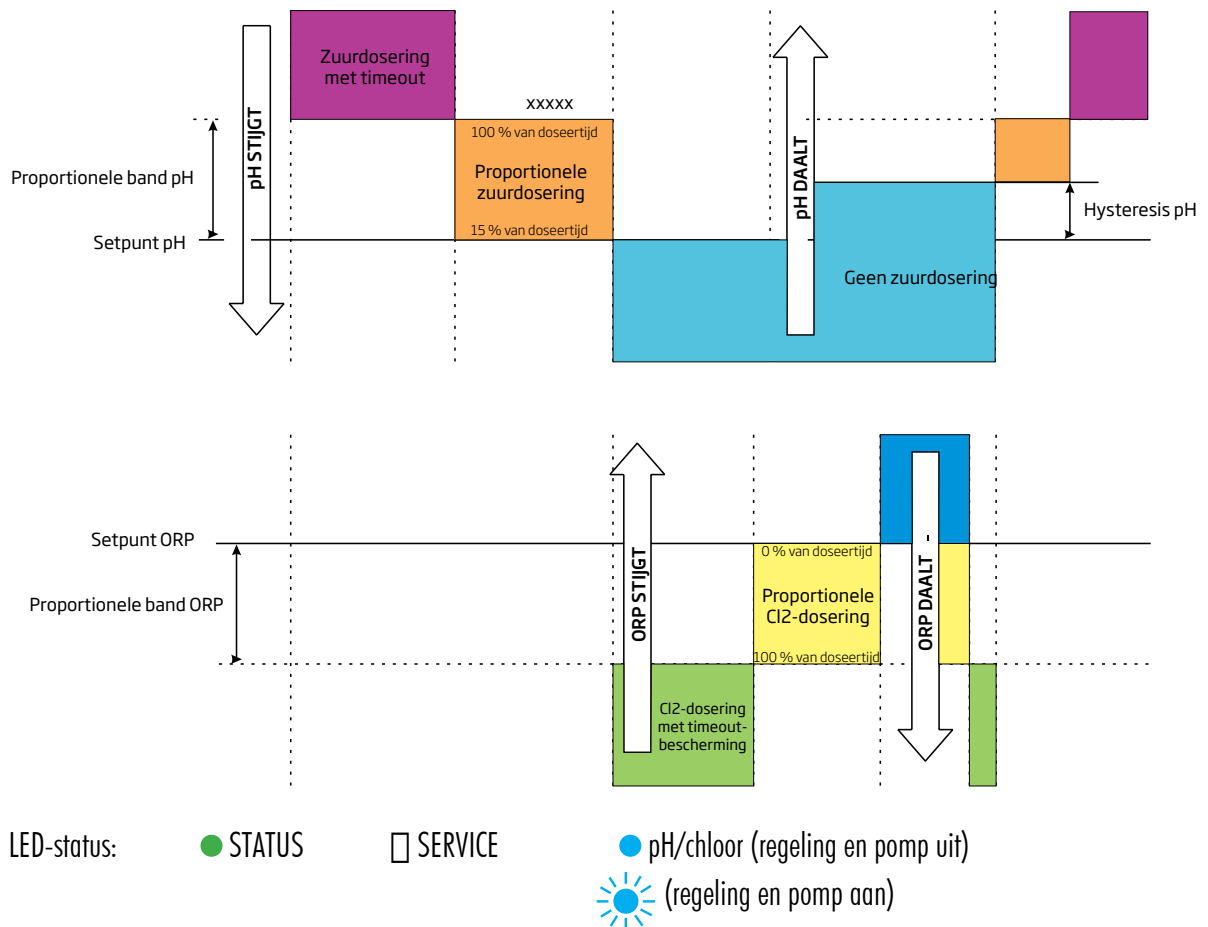 Zuurdosering
met timeout
xxxxx
100 % van doseertijd
pH STIJGT
Proportionele band pH
Proportionele
zuurdosering
pH DAALT
Hysteresis pH
15 % van doseertijd
Setpunt pH
Geen zuurdosering
Setpunt ORP
0 % van doseertijd
ORP STIJGT
Proportionele band ORP
Proportionele
Cl2-dosering
ORP DAALT -
100 % van doseertijd
Cl2-dosering
met timeout-
bescherming
LED-status: STATUS SERVICE pH/chloor (regeling en pomp uit)
(regeling en pomp aan)